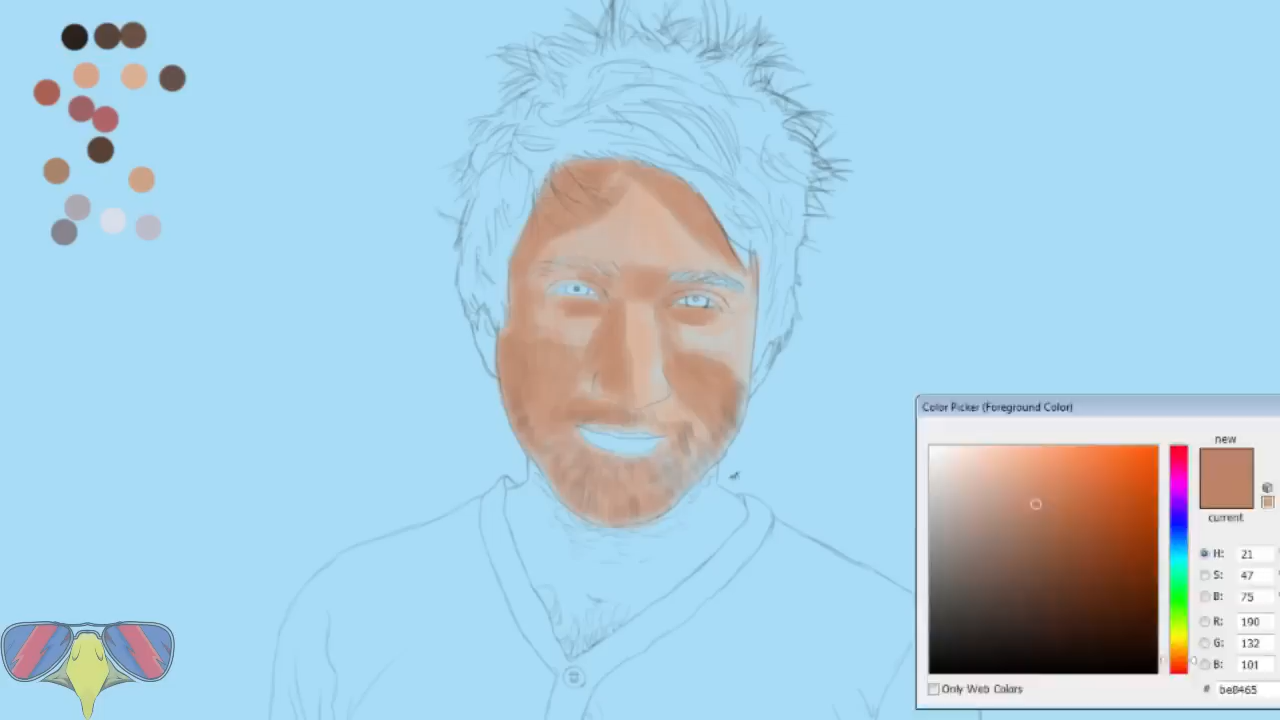 Color Picker (Foreground Color)
new
current
H: 21
S: 47
B: 75
R: 190
G: 132
B: 101
# be8465
Only Web Colors